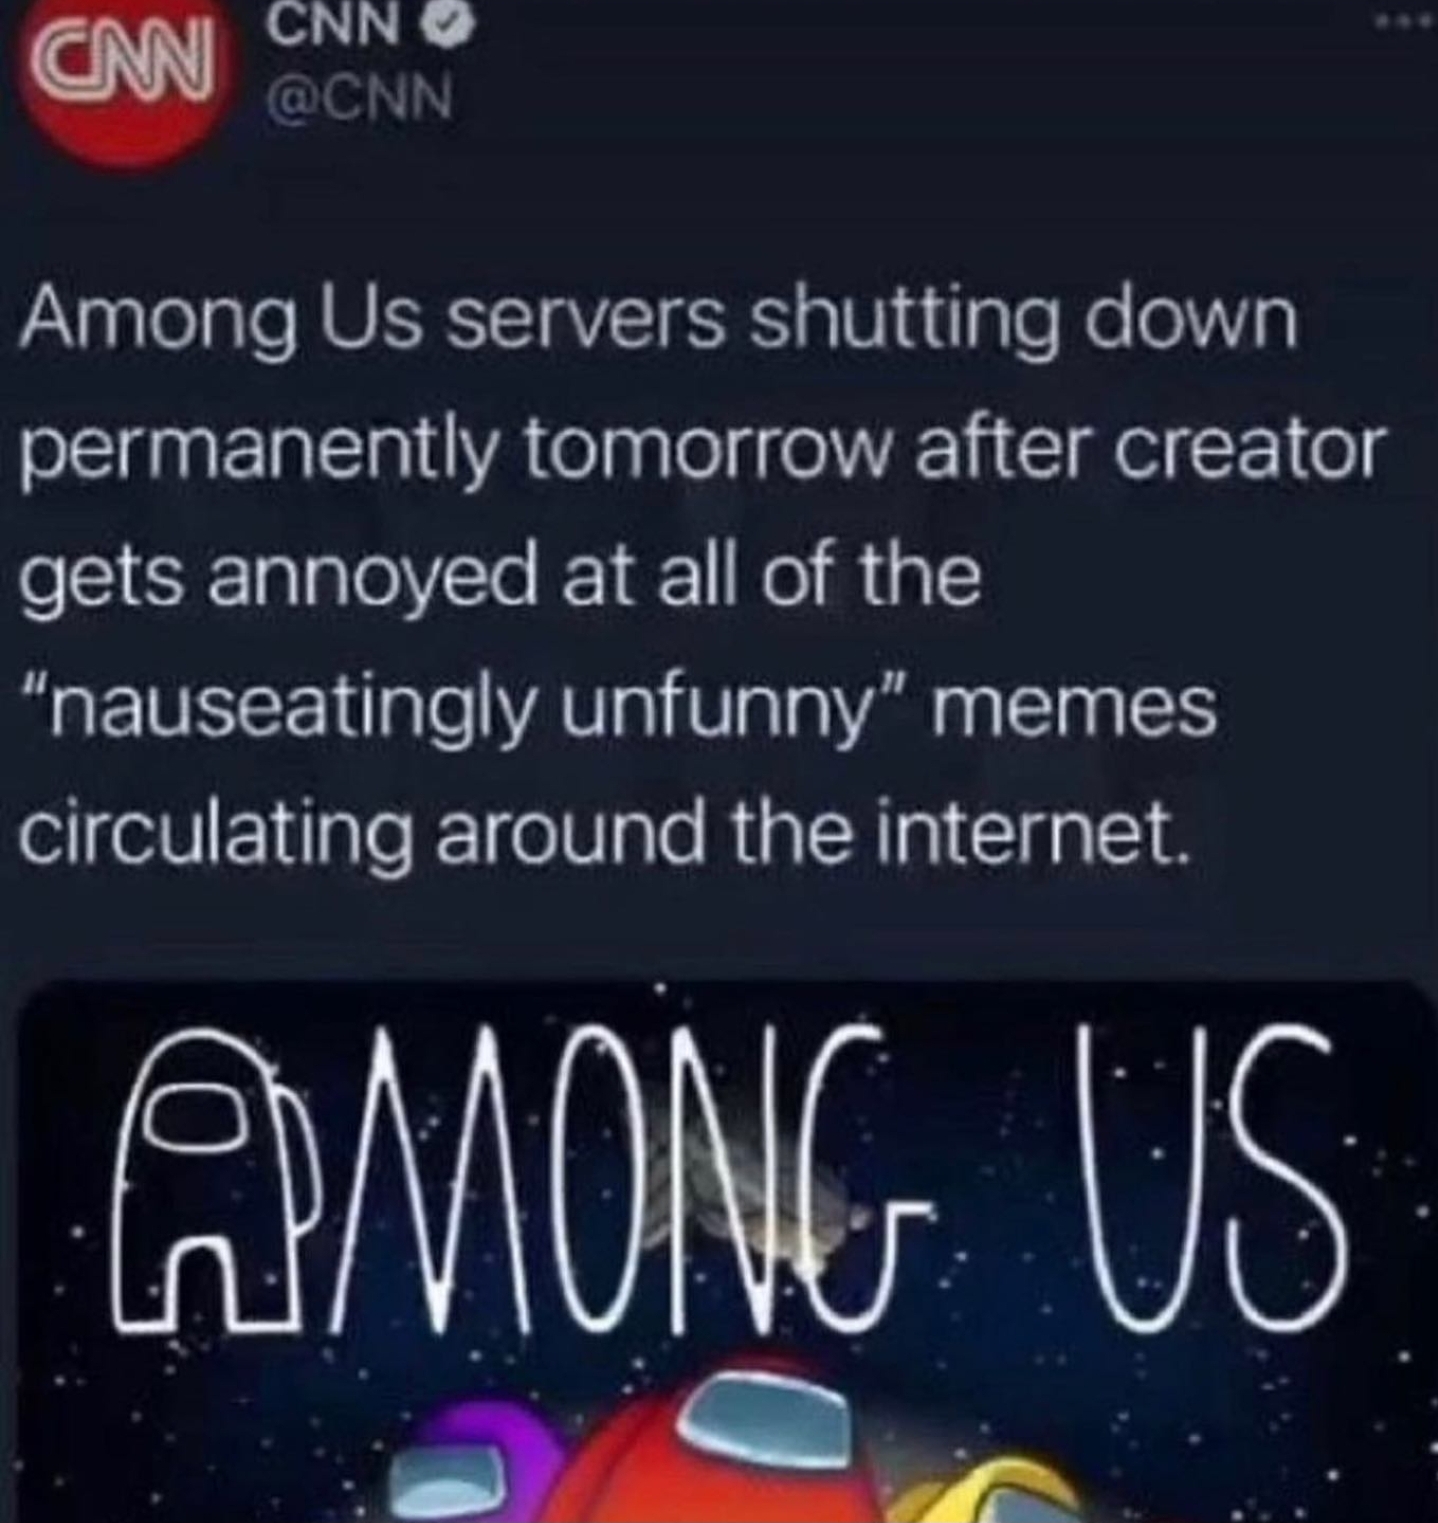 CNN
CNN
@CNN
Among Us servers shutting down
permanently tomorrow after creator
gets annoyed at all of the
“nauseatingly unfunny” memes
circulating around the internet.
AMONG US